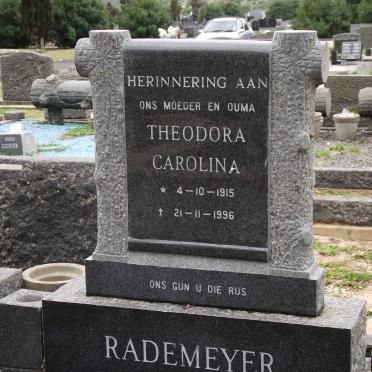 HERINNERING AAN
ONS MOEDER EN OUMA
THEODORA
CAROLINA
* 4-10-1915
† 21-11-1996
ONS GUN U DIE RUS
RADEMEYER